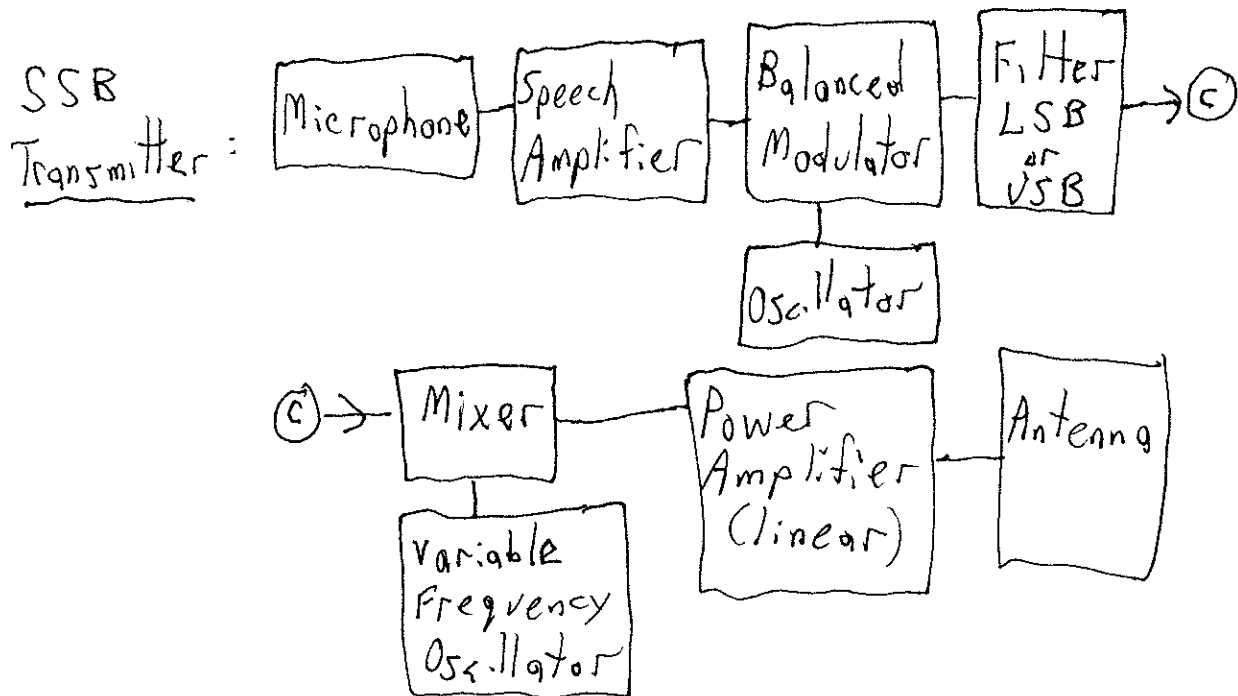 SSB
Transmitter :
Microphone
Speech
Amplifier
Balanced
Modulator
Filter
LSB
or
USB
C
Oscillator
C
Mixer
Power
Amplifier
(linear)
Antenna
Variable
Frequency
Oscillator